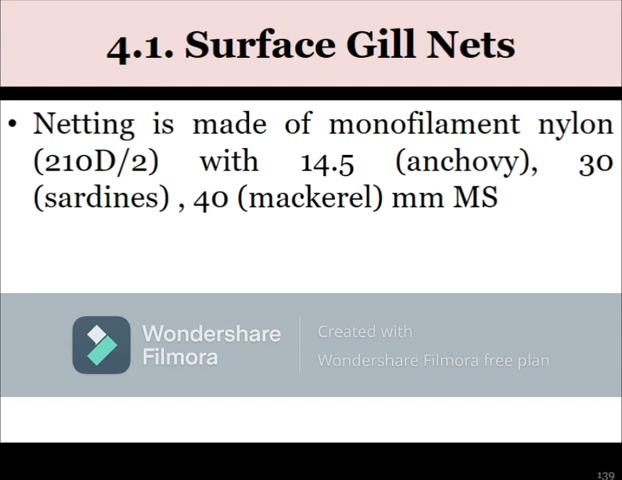 4.1. Surface Gill Nets
• Netting is made of monofilament nylon
(210D/2) with 14.5 (anchovy), 30
(sardines) , 40 (mackerel) mm MS
Wondershare
Filmora
Created with
Wondershare Filmora free plan
139